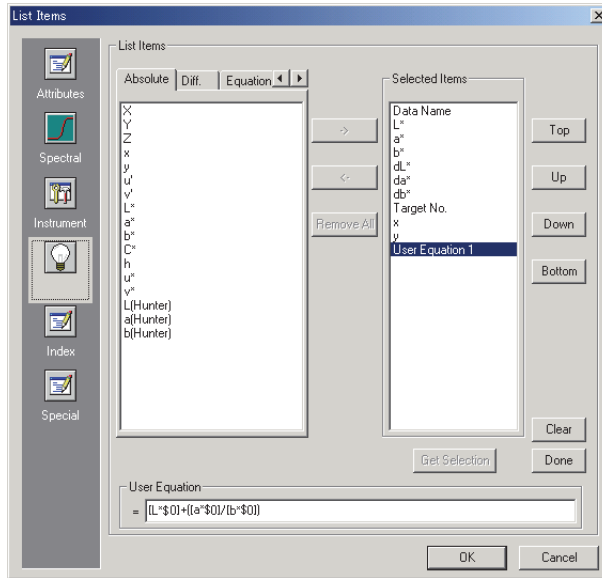 List Items
Attributes
Spectral
Instrument
Index
Special
List Items
Absolute
Diff.
Equation
X
Y
Z
x
y
u'
v'
L*
a*
b*
C*
h
u*
v*
L(Hunter)
a(Hunter)
b(Hunter)
->
<-
Remove All
Selected Items
Data Name
L*
a*
b*
dL*
da*
db*
Target No.
x
y
User Equation 1
Top
Up
Down
Bottom
Clear
Get Selection
Done
User Equation
= [L*$0]+([a*$0]/[b*$0])
OK
Cancel